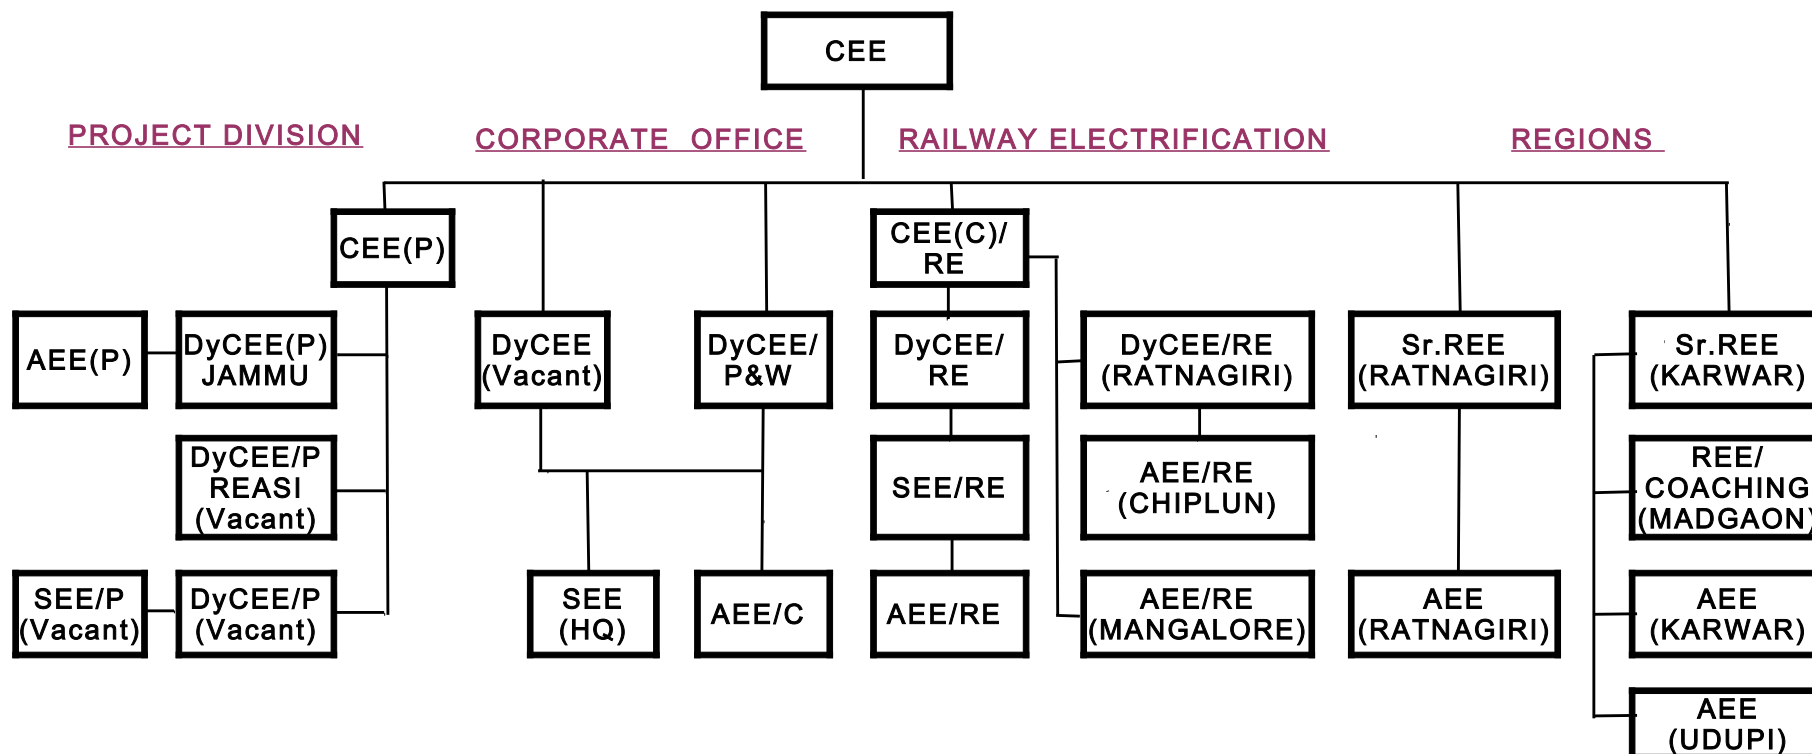 CEE
PROJECT DIVISION
CORPORATE OFFICE
RAILWAY ELECTRIFICATION
REGIONS
CEE(P)
CEE(C)/
RE
AEE(P)
DyCEE(P)
JAMMU
DyCEE
(Vacant)
DyCEE/
P&W
DyCEE/
RE
DyCEE/RE
(RATNAGIRI)
Sr.REE
(RATNAGIRI)
Sr.REE
(KARWAR)
DyCEE/P
REASI
(Vacant)
SEE/RE
AEE/RE
(CHIPLUN)
REE/
COACHING
(MADGAON)
SEE/P
(Vacant)
DyCEE/P
(Vacant)
SEE
(HQ)
AEE/C
AEE/RE
AEE/RE
(MANGALORE)
AEE
(RATNAGIRI)
AEE
(KARWAR)
AEE
(UDUPI)